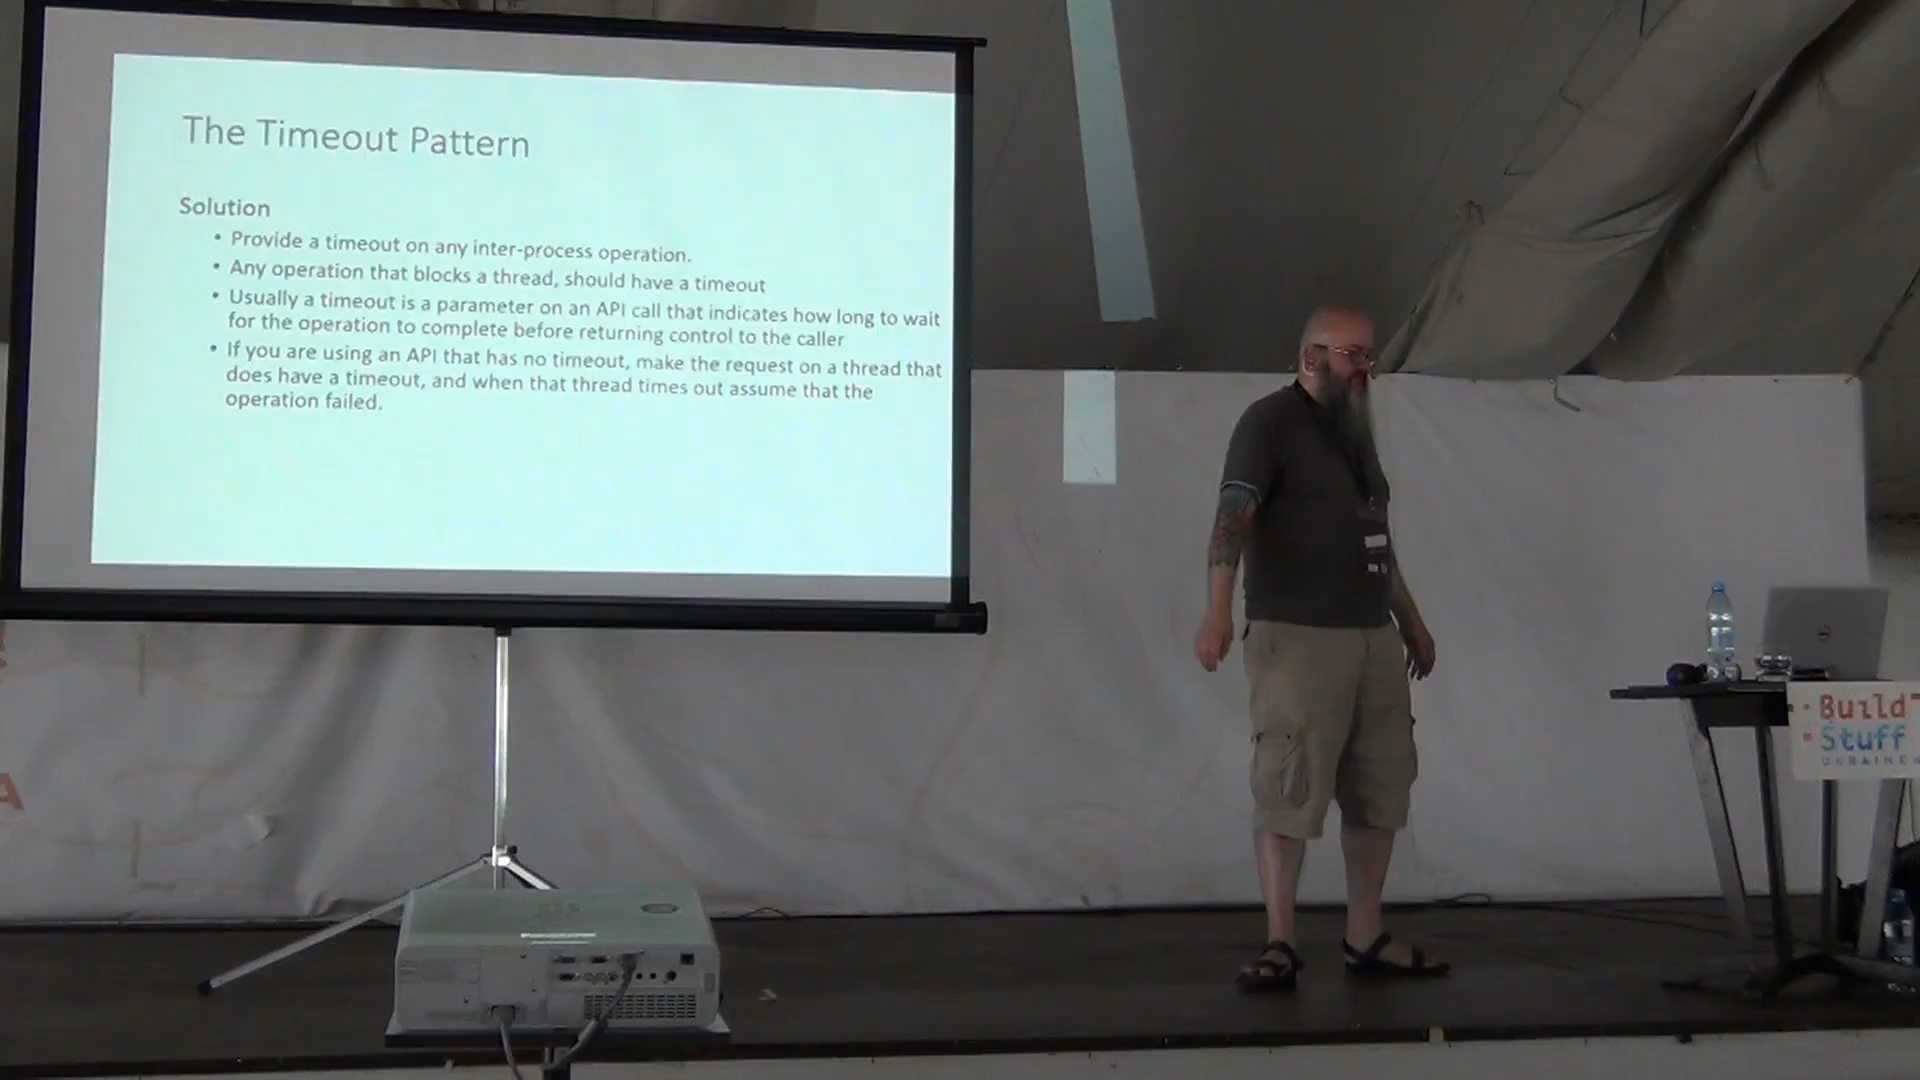 The Timeout Pattern
Solution
• Provide a timeout on any inter-process operation.
• Any operation that blocks a thread, should have a timeout
• Usually a timeout is a parameter on an API call that indicates how long to wait
for the operation to complete before returning control to the caller
• If you are using an API that has no timeout, make the request on a thread that
does have a timeout, and when that thread times out assume that the
operation failed.
Build
Stuff
UKRAINE
A